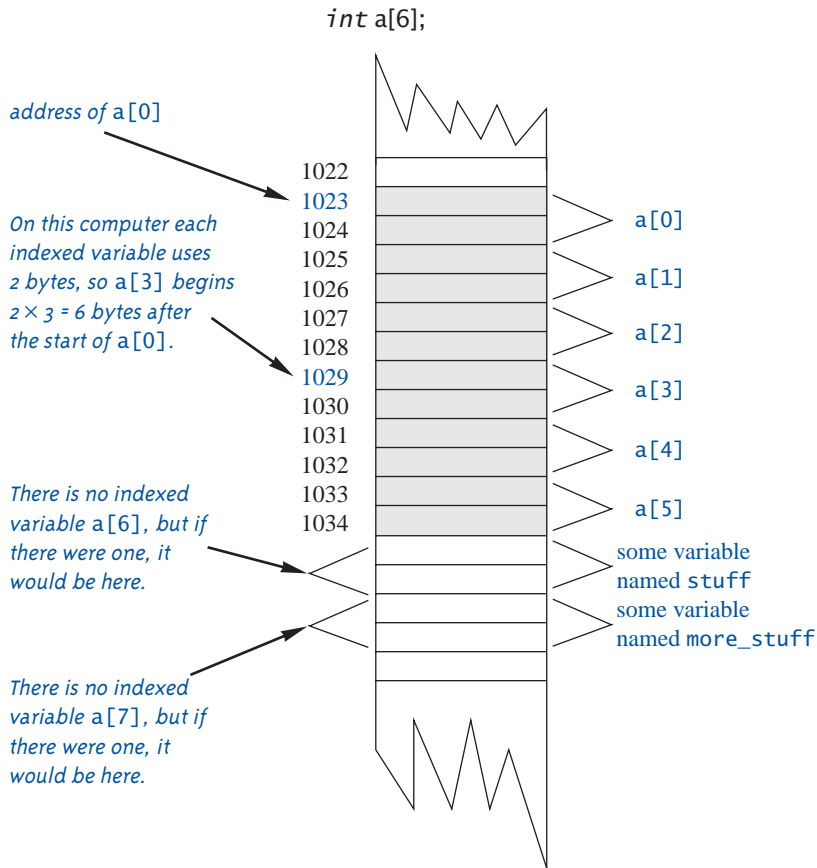 int a[6];
address of a[0]
1022
1023
1024
1025
1026
1027
1028
1029
1030
1031
1032
1033
1034
On this computer each
indexed variable uses
2 bytes, so a[3] begins
2 × 3 = 6 bytes after
the start of a[0].
There is no indexed
variable a[6], but if
there were one, it
would be here.
There is no indexed
variable a[7], but if
there were one, it
would be here.
a[0]
a[1]
a[2]
a[3]
a[4]
a[5]
some variable
named stuff
some variable
named more_stuff